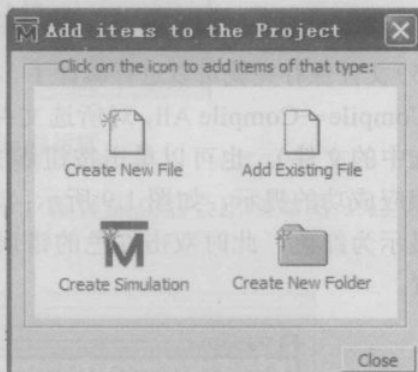 Add items to the Project
Click on the icon to add items of that type:
Create New File
Add Existing File
Create Simulation
Create New Folder
Close